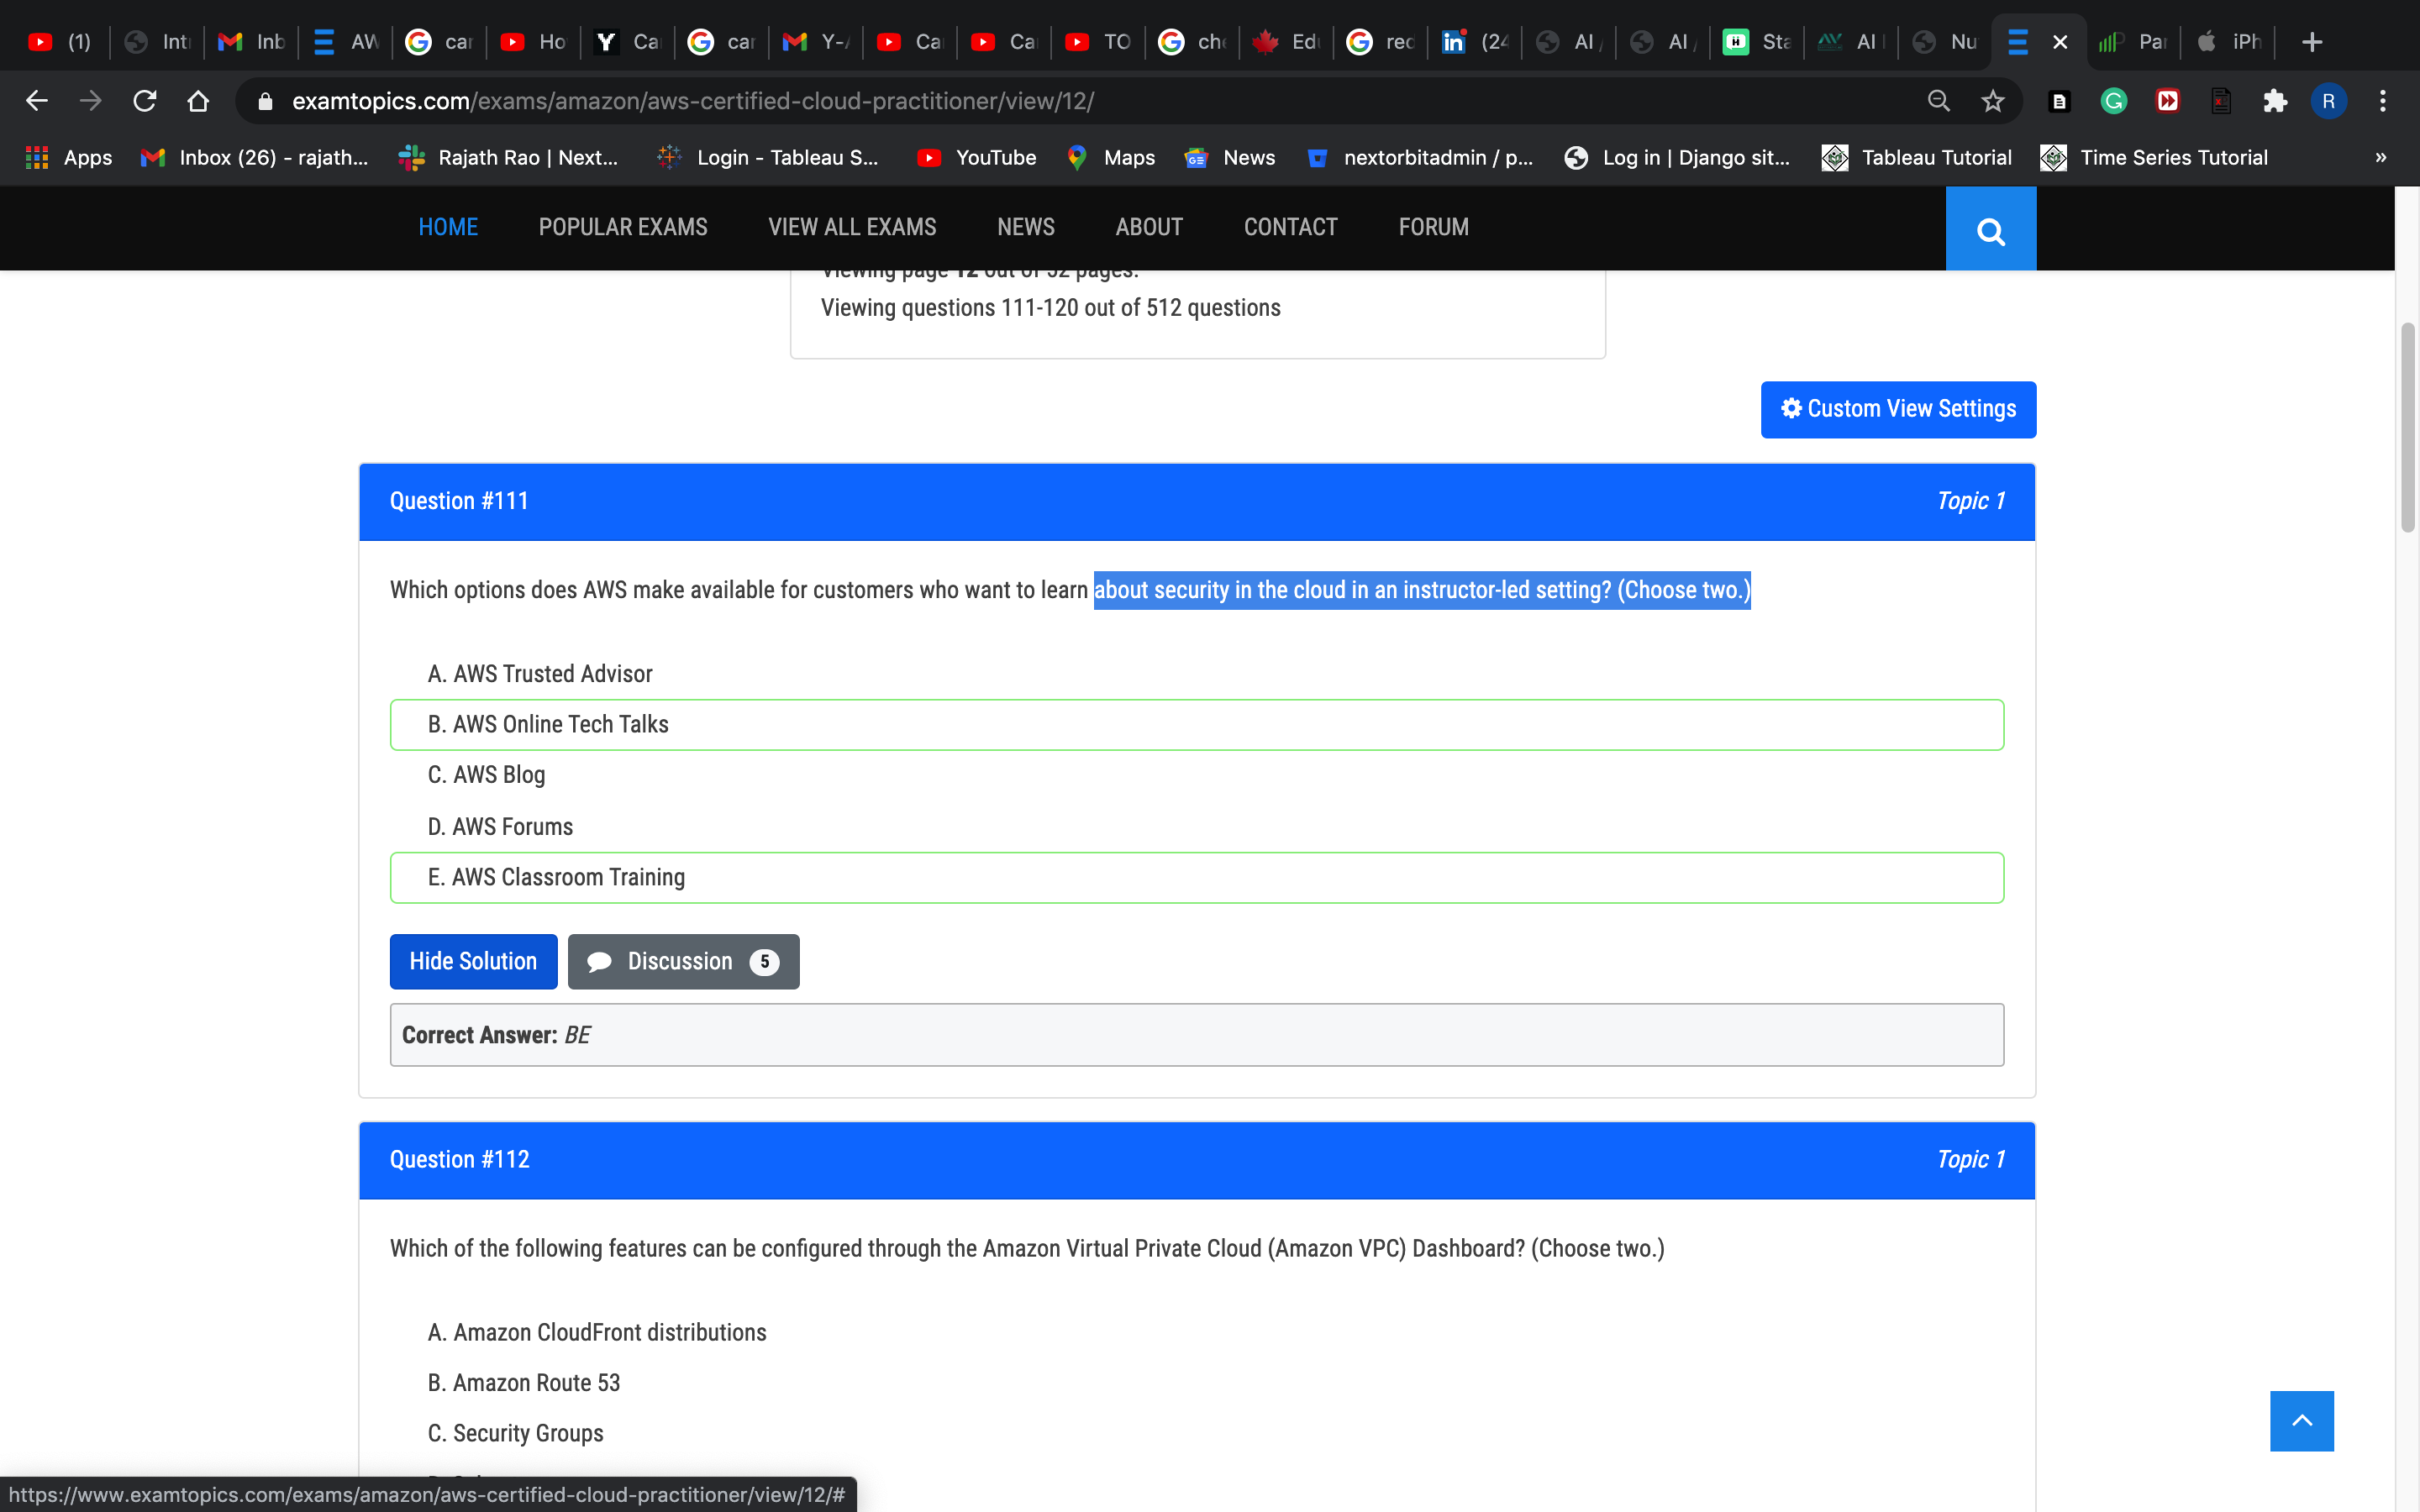 (1) Int Inb AW car Ho Ca car Y-/ Ca Ca TO che Edu rec (24 AI / AI / Sta AI I Nu Par iPh
examtopics.com/exams/amazon/aws-certified-cloud-practitioner/view/12/
R
Apps Inbox (26) - rajath... Rajath Rao | Next... Login - Tableau S... YouTube Maps News nextorbitadmin / p... Log in | Django sit... Tableau Tutorial Time Series Tutorial »
HOME POPULAR EXAMS VIEW ALL EXAMS NEWS ABOUT CONTACT FORUM
Viewing page 12 out of 52 pages.
Viewing questions 111-120 out of 512 questions
Custom View Settings
Question #111 Topic 1
Which options does AWS make available for customers who want to learn about security in the cloud in an instructor-led setting? (Choose two.)
A. AWS Trusted Advisor
B. AWS Online Tech Talks
C. AWS Blog
D. AWS Forums
E. AWS Classroom Training
Hide Solution Discussion 5
Correct Answer: BE
Question #112 Topic 1
Which of the following features can be configured through the Amazon Virtual Private Cloud (Amazon VPC) Dashboard? (Choose two.)
A. Amazon CloudFront distributions
B. Amazon Route 53
C. Security Groups
https://www.examtopics.com/exams/amazon/aws-certified-cloud-practitioner/view/12/#